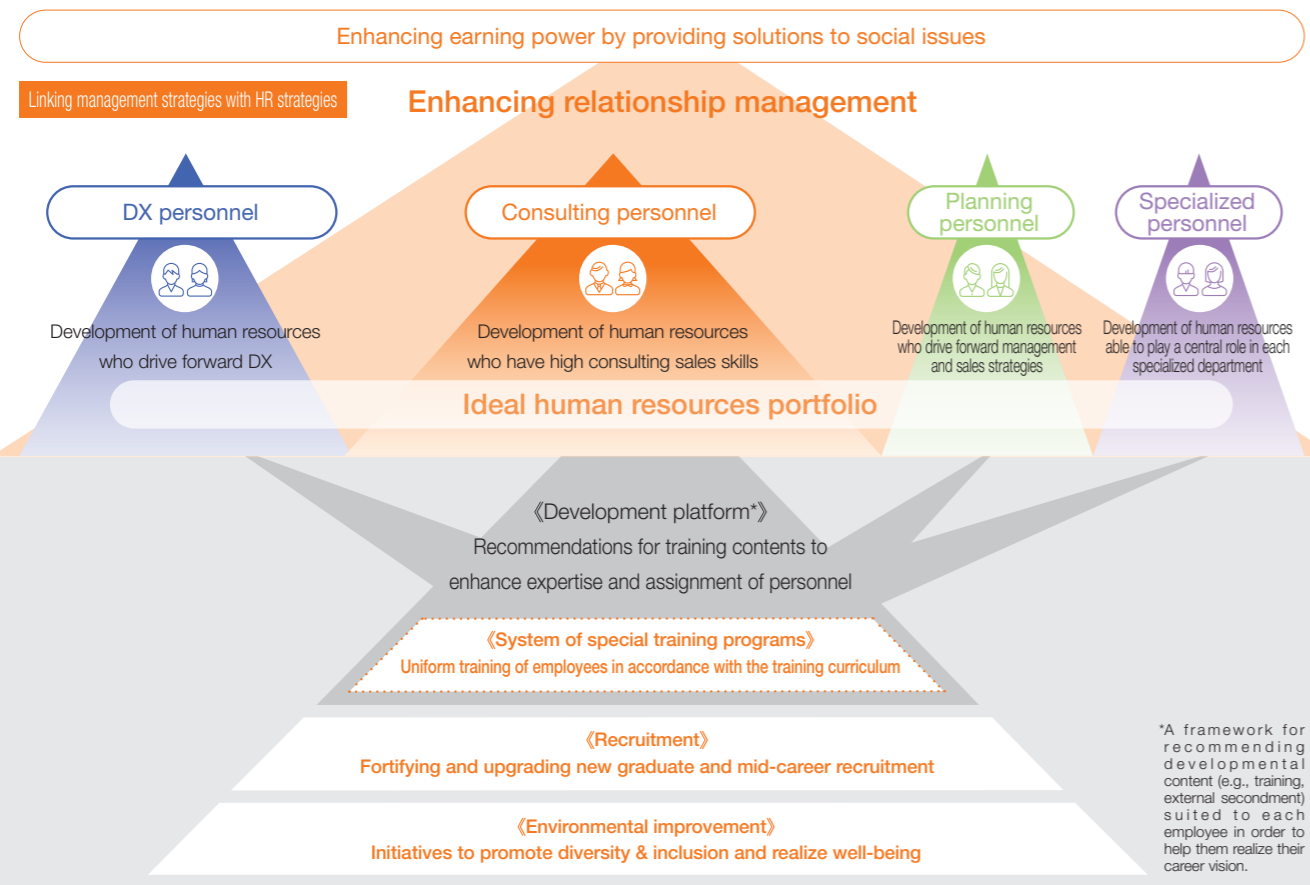 Enhancing earning power by providing solutions to social issues
Linking management strategies with HR strategies
Enhancing relationship management
DX personnel
Development of human resources
who drive forward DX
Consulting personnel
Development of human resources
who have high consulting sales skills
Planning
personnel
Development of human resources
who drive forward management
and sales strategies
Specialized
personnel
Development of human resources
able to play a central role in each
specialized department
Ideal human resources portfolio
《Development platform*》
Recommendations for training contents to
enhance expertise and assignment of personnel
《System of special training programs》
Uniform training of employees in accordance with the training curriculum
《Recruitment》
Fortifying and upgrading new graduate and mid-career recruitment
《Environmental improvement》
Initiatives to promote diversity & inclusion and realize well-being
*A framework for
recommending
developmental
content (e.g., training,
external secondment)
suited to each
employee in order to
help them realize their
career vision.